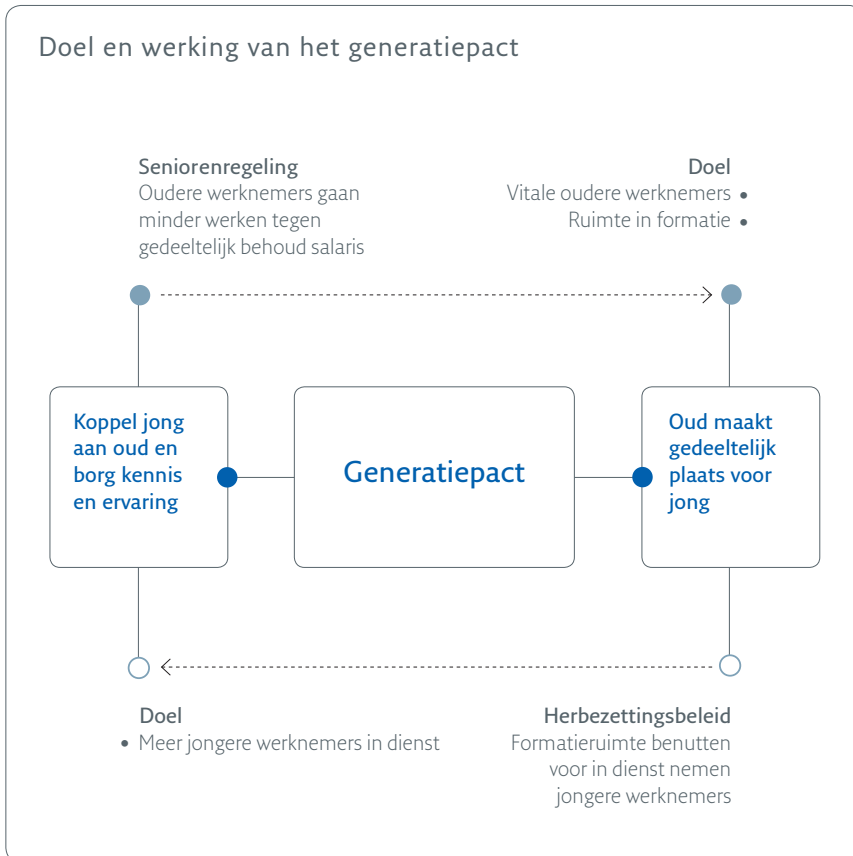 Doel en werking van het generatiepact
Seniorenregeling
Oudere werknemers gaan
minder werken tegen
gedeeltelijk behoud salaris
Doel
Vitale oudere werknemers •
Ruimte in formatie •
Koppel jong
aan oud en
borg kennis
en ervaring
Generatiepact
Oud maakt
gedeeltelijk
plaats voor
jong
Doel
• Meer jongere werknemers in dienst
Herbezettingsbeleid
Formatieruimte benutten
voor in dienst nemen
jongere werknemers